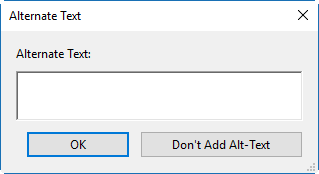 Alternate Text
Alternate Text:
OK
Don't Add Alt-Text